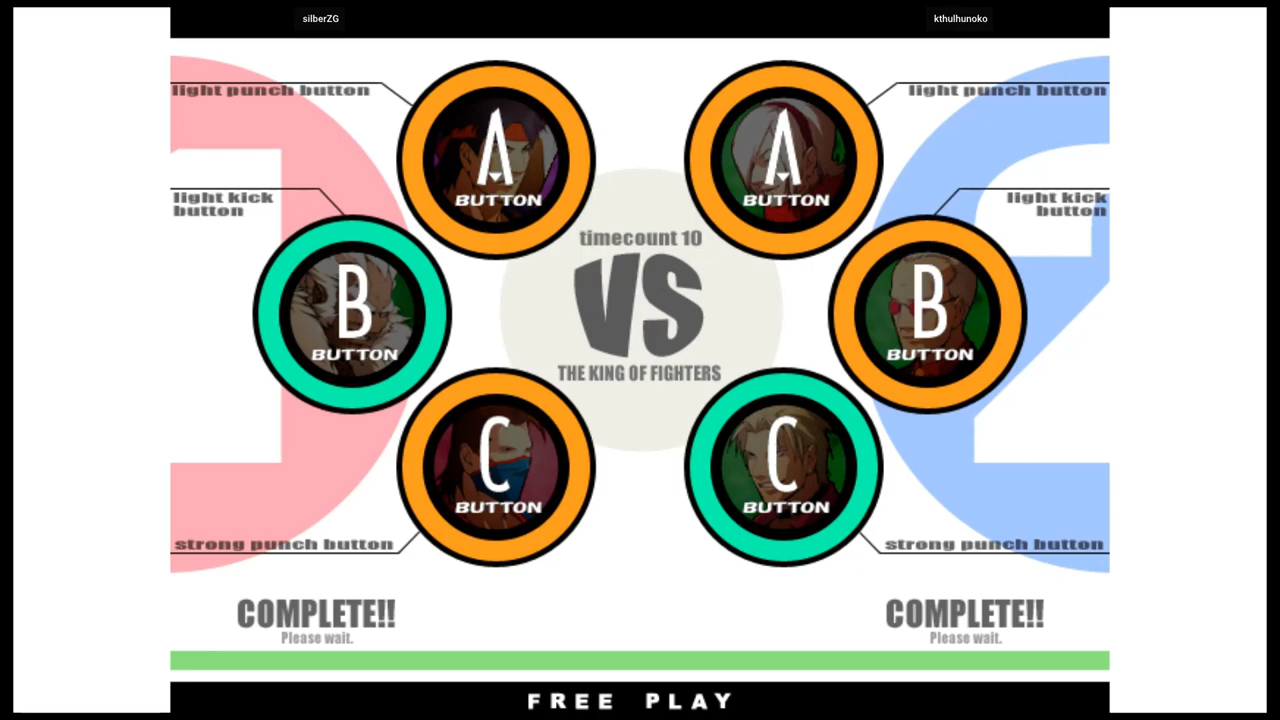 silberZG
kthulhunoko
light punch button
A
BUTTON
A
BUTTON
light punch button
light kick
button
B
BUTTON
timecount 10
VS
THE KING OF FIGHTERS
light kick
button
B
BUTTON
C
BUTTON
C
BUTTON
strong punch button
strong punch button
COMPLETE!!
Please wait.
COMPLETE!!
Please wait.
FREE PLAY